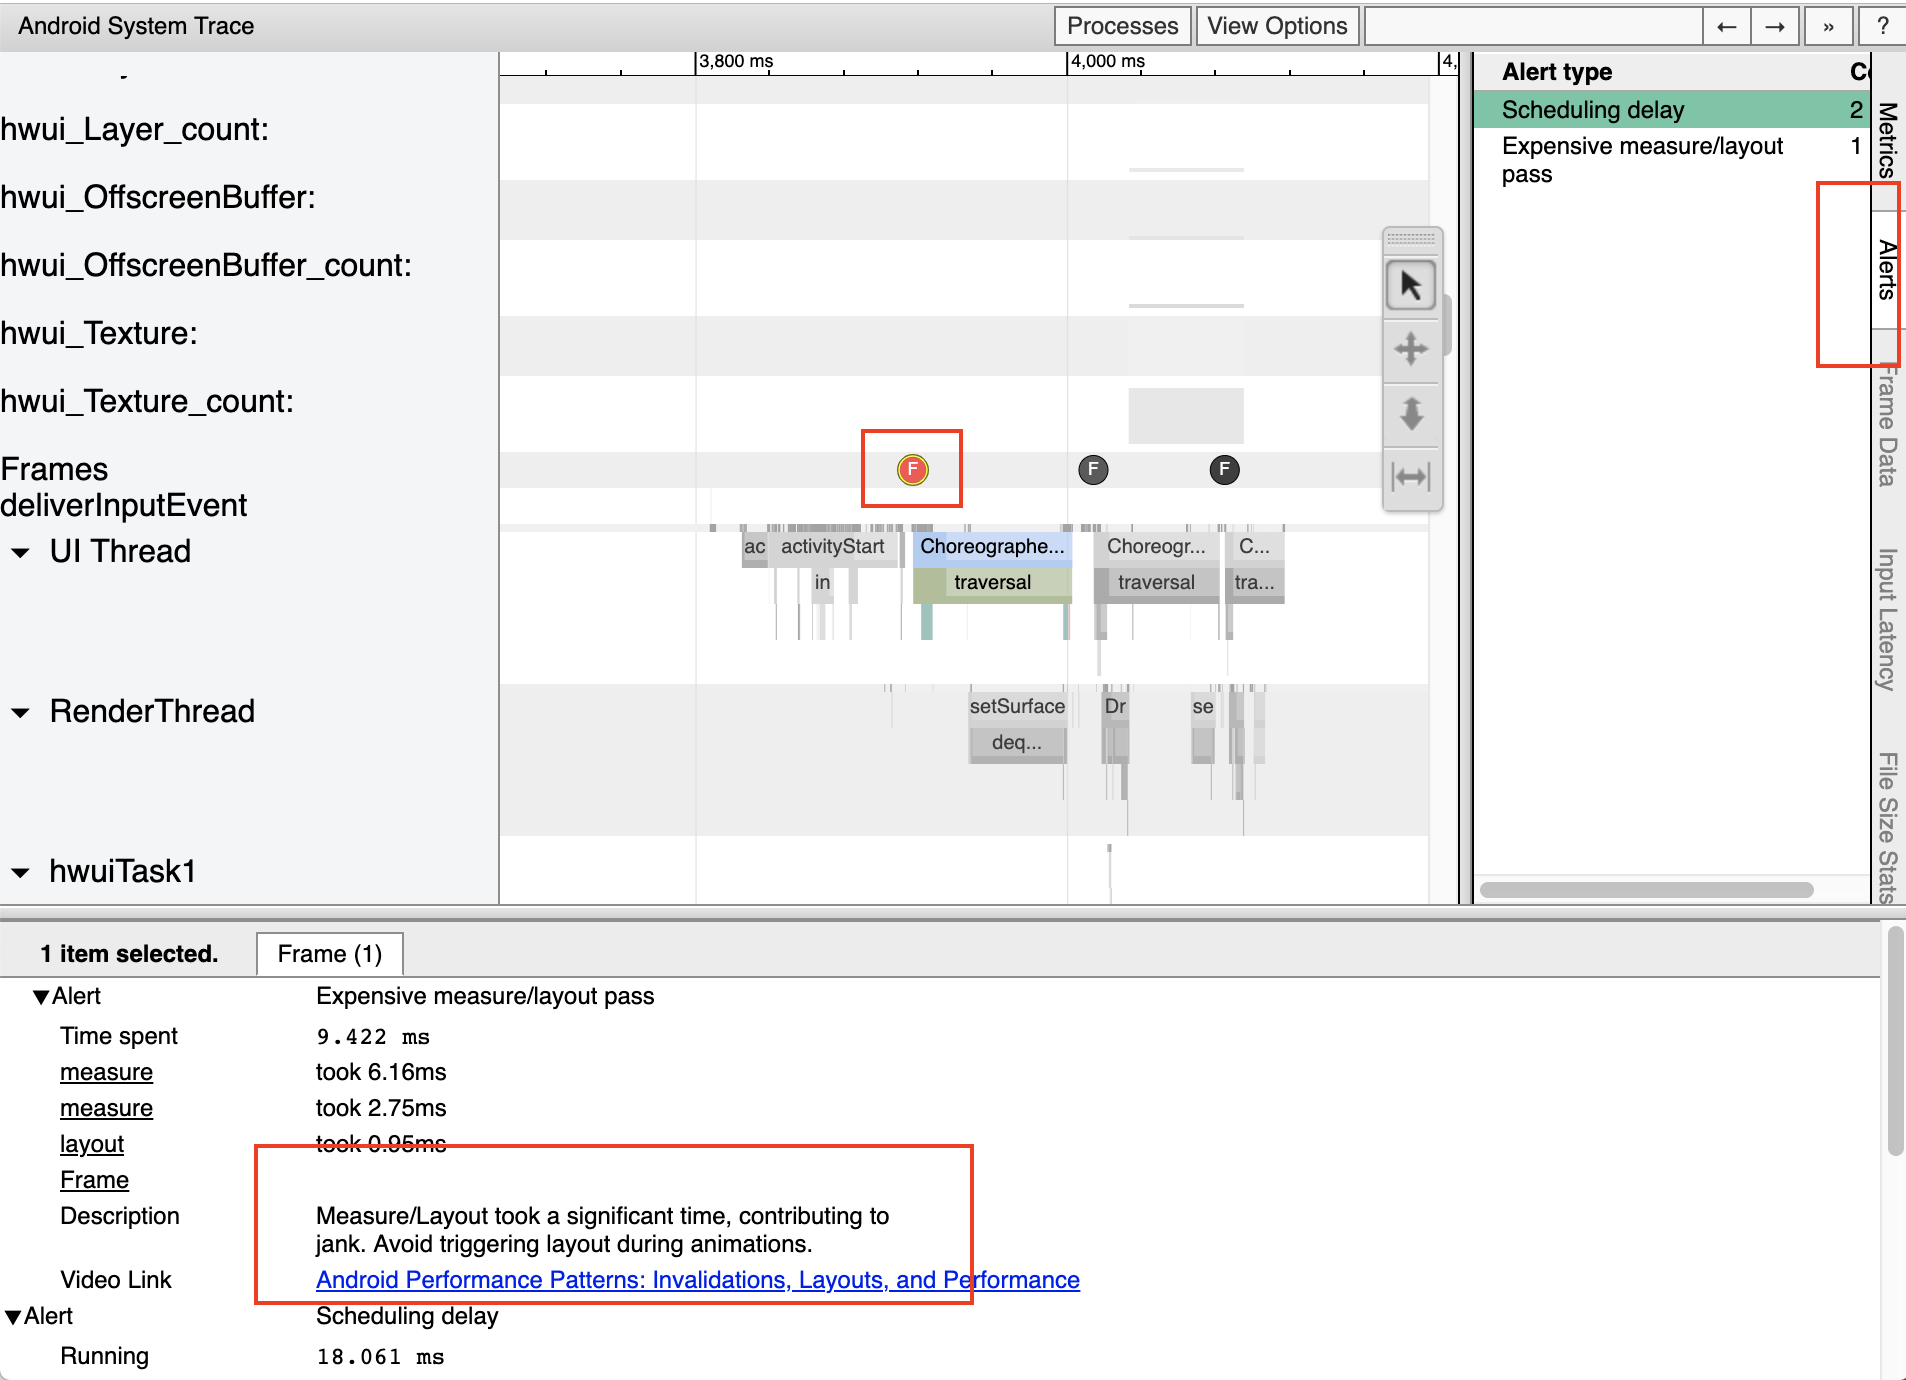 Android System Trace
Processes
View Options
←
→
»
?
3,800 ms
4,000 ms
4,
hwui_Layer_count:
hwui_OffscreenBuffer:
hwui_OffscreenBuffer_count:
hwui_Texture:
hwui_Texture_count:
Frames
F
F
F
deliverInputEvent
UI Thread
ac
activityStart
Choreographe...
Choreogr...
C...
in
traversal
traversal
tra...
RenderThread
setSurface
Dr
se
deq...
hwuiTask1
Alert type
Scheduling delay
2
Expensive measure/layout
pass
1
Metrics
Alerts
Frame Data
Input Latency
File Size Stats
1 item selected.
Frame (1)
Alert
Expensive measure/layout pass
Time spent
9.422 ms
measure
took 6.16ms
measure
took 2.75ms
layout
took 0.95ms
Frame
Description
Measure/Layout took a significant time, contributing to
jank. Avoid triggering layout during animations.
Video Link
Android Performance Patterns: Invalidations, Layouts, and Performance
Alert
Scheduling delay
Running
18.061 ms